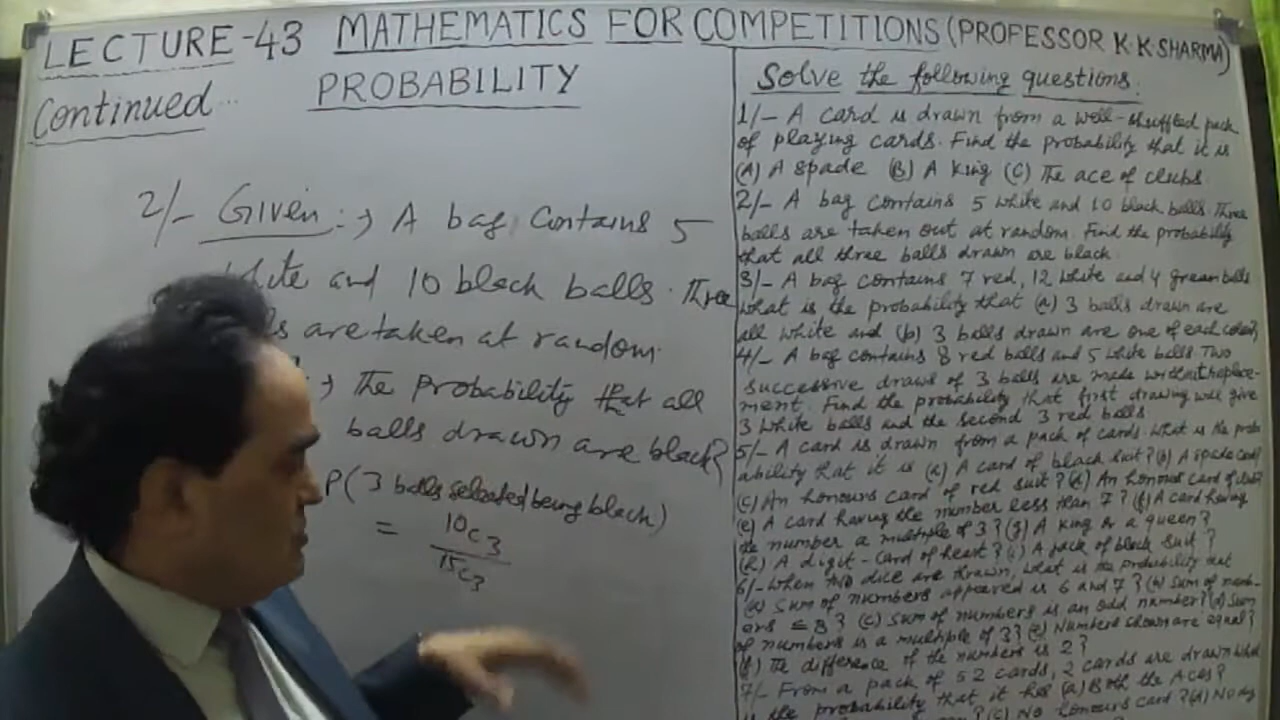 LECTURE-43 MATHEMATICS FOR COMPETITIONS (PROFESSOR K.K.SHARMA)
Continued... PROBABILITY
2/- Given :→ A bag contains 5
white and 10 black balls. Three
are taken at random.
→ The Probability that all
balls drawn are black?
P(3 balls selected being black)
= 10C3
15C3
Solve the following questions.
1/- A card is drawn from a well-shuffled pack
of playing cards. Find the probability that it is
(A) A spade (B) A king (C) The ace of clubs
2/- A bag contains 5 white and 10 black balls. Three
balls are taken out at random. Find the probability
that all three balls drawn are black.
3/- A bag contains 7 red, 12 white and 4 green balls
What is the probability that (a) 3 balls drawn are
all white and (b) 3 balls drawn are one of each colour?
4/- A bag contains 8 red balls and 5 white balls. Two
successive draws of 3 balls are made without replace-
ment. Find the probability that first drawing will give
3 white balls and the second 3 red balls
5/- A card is drawn from a pack of cards. What is the prob
ability that it is (a) A card of black suit? (b) A spade card
(c) An honours card of red suit? (d) An honour card of club?
(e) A card having the number less than 7? (f) A card having
the number a multiple of 3? (g) A king or a queen?
(h) A digit-card of heart? (i) A jack of black suit?
6/- When two dice are thrown, what is the probability that
(a) Sum of numbers appeared is 6 and 7? (b) Sum of numb-
ers ≤ 8? (c) Sum of numbers is an odd number? (d) Sum
of numbers is a multiple of 3? (e) Numbers shown are equal?
(f) The difference of the numbers is 2?
7/- From a pack of 52 cards, 2 cards are drawn what
is the probability that it has (a) Both the Aces?
? (c) No honours card? (d) No